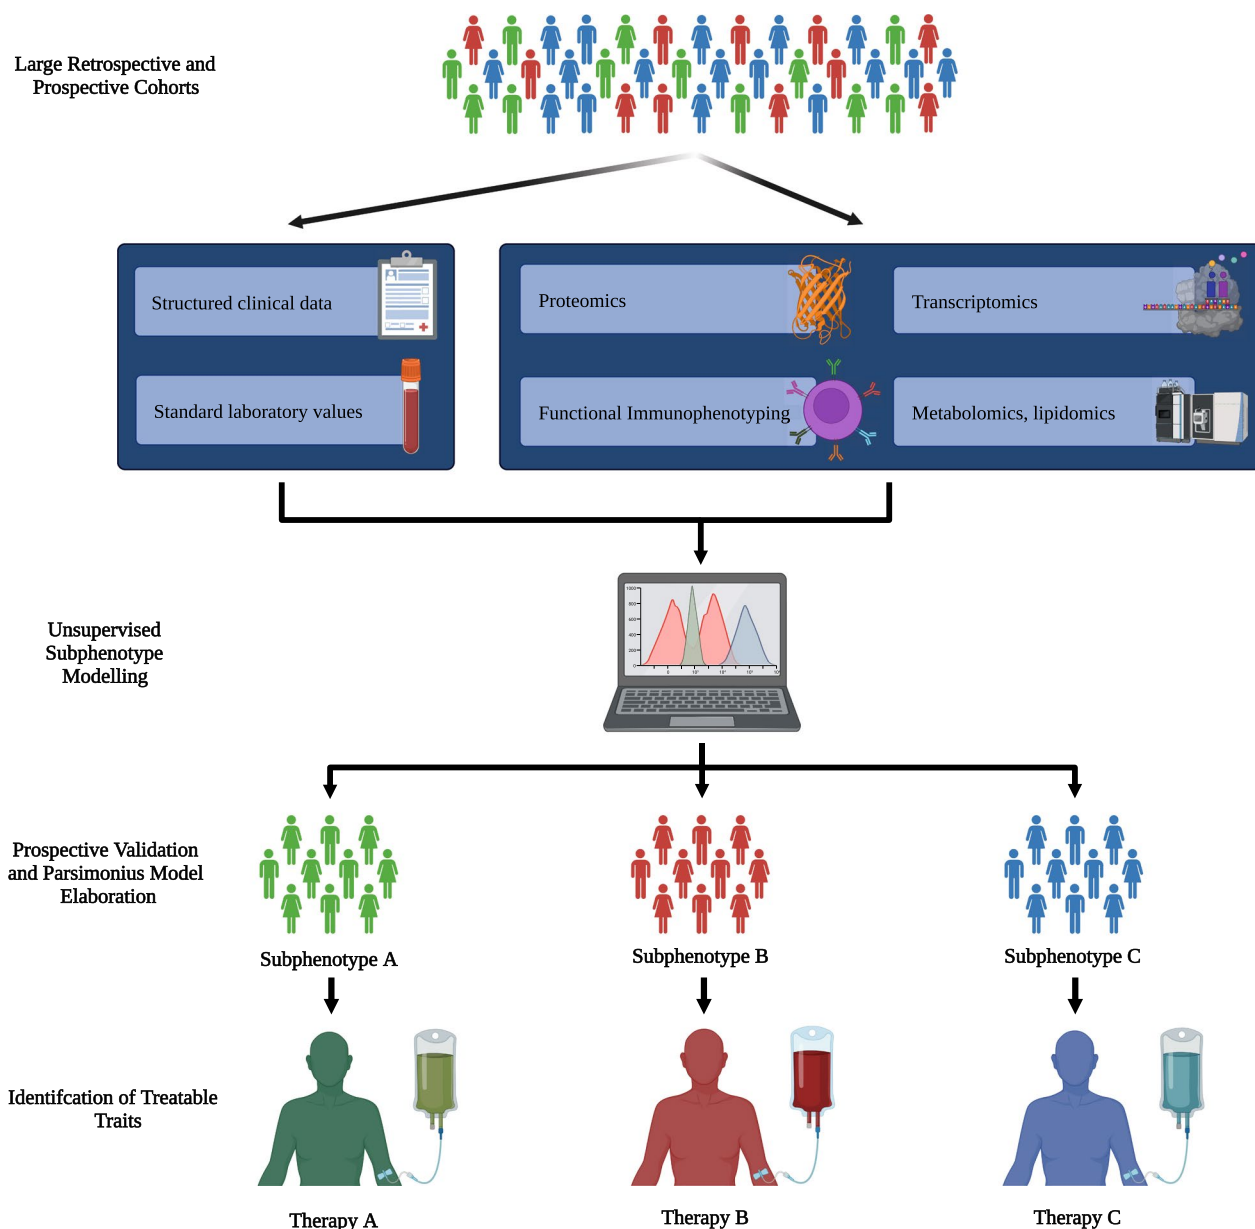 Large Retrospective and
Prospective Cohorts
Structured clinical data
Proteomics
Transcriptomics
Standard laboratory values
Functional Immunophenotyping
Metabolomics, lipidomics
Unsupervised
Subphenotype
Modelling
Prospective Validation
and Parsimonius Model
Elaboration
Subphenotype A
Subphenotype B
Subphenotype C
Identifcation of Treatable
Traits
Therapy A
Therapy B
Therapy C